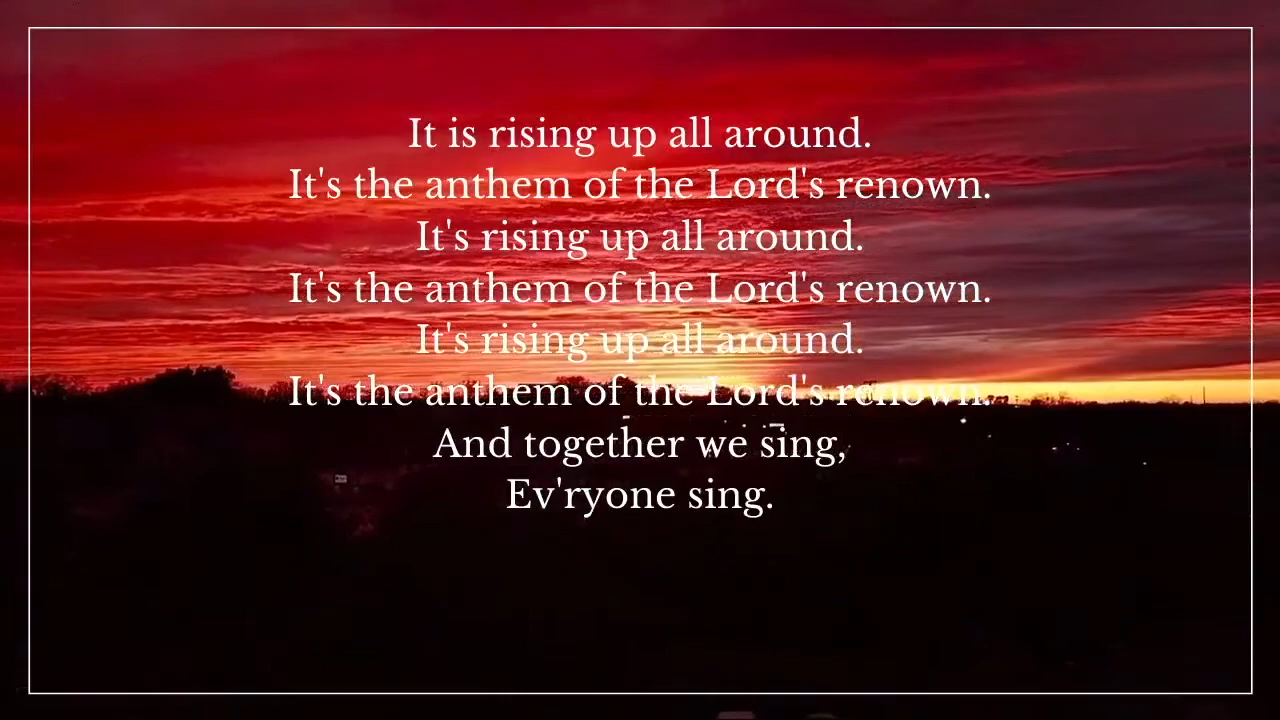 It is rising up all around.
It's the anthem of the Lord's renown.
It's rising up all around.
It's the anthem of the Lord's renown.
It's rising up all around.
It's the anthem of the Lord's renown.
And together we sing,
Ev'ryone sing.